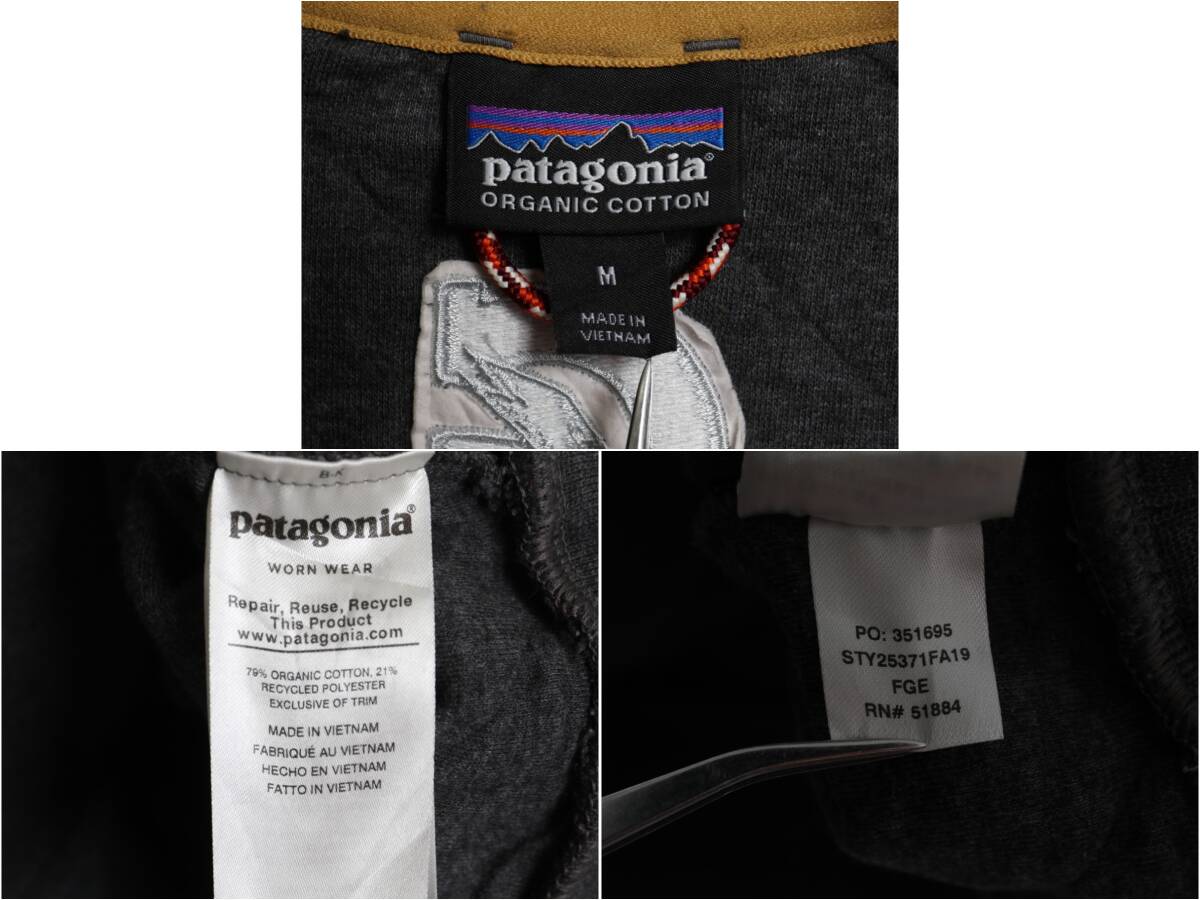 patagonia®
ORGANIC COTTON
M
MADE IN
VIETNAM
patagonia®
WORN WEAR
Repair, Reuse, Recycle
This Product
www.patagonia.com
79% ORGANIC COTTON, 21%
RECYCLED POLYESTER
EXCLUSIVE OF TRIM
MADE IN VIETNAM
FABRIQUÉ AU VIETNAM
HECHO EN VIETNAM
FATTO IN VIETNAM
PO: 351695
STY25371FA19
FGE
RN# 51884